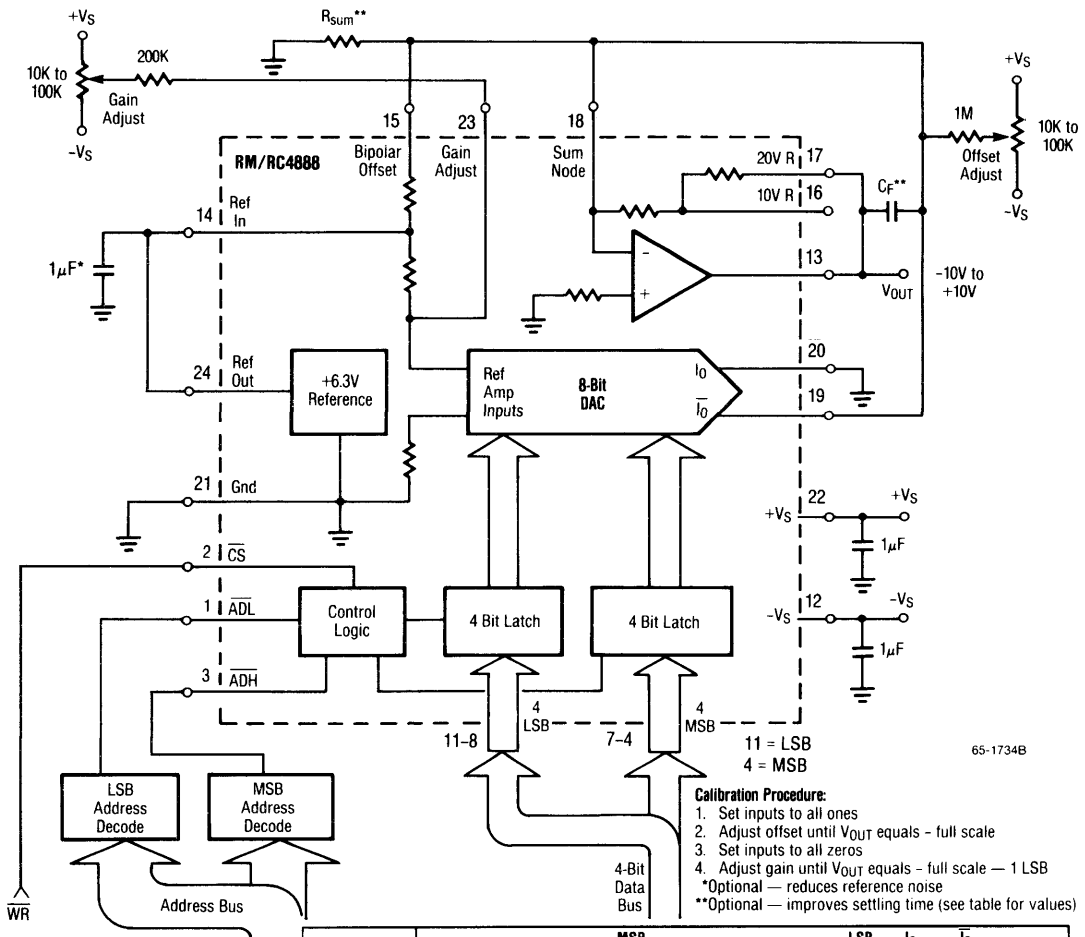 +VS
10K to
100K
-VS
Gain
Adjust
200K
Rsum**
15
23
18
RM/RC4888
Bipolar
Offset
Gain
Adjust
Sum
Node
20V R
17
10V R
16
CF**
1M
Offset
Adjust
+VS
10K to
100K
-VS
14
Ref
In
1μF*
-
+
13
VOUT
-10V to
+10V
24
Ref
Out
+6.3V
Reference
Ref
Amp
Inputs
8-Bit
DAC
IO
IO
20
19
21
Gnd
+VS
22
+VS
1μF
2
CS
1
ADL
3
ADH
Control
Logic
4 Bit Latch
4 Bit Latch
-VS
12
-VS
1μF
4
LSB
4
MSB
11-8
7-4
11 = LSB
4 = MSB
65-1734B
LSB
Address
Decode
MSB
Address
Decode
WR
Address Bus
4-Bit
Data
Bus
Calibration Procedure:
1. Set inputs to all ones
2. Adjust offset until VOUT equals - full scale
3. Set inputs to all zeros
4. Adjust gain until VOUT equals - full scale — 1 LSB
*Optional — reduces reference noise
**Optional — improves settling time (see table for values)
MSB
LSB